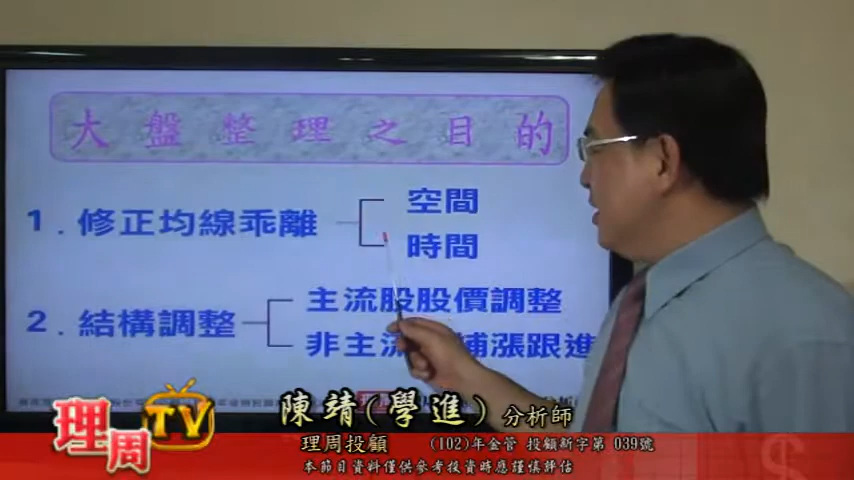 大盤整理之目的
1．修正均線乖離
空間
時間
2．結構調整
主流股股價調整
非主流 補漲跟進
理周TV
陳靖(學進)分析師
理周投顧 (102)年金管 投顧新字第 039號
本節目資料僅供參考投資時應謹慎評估